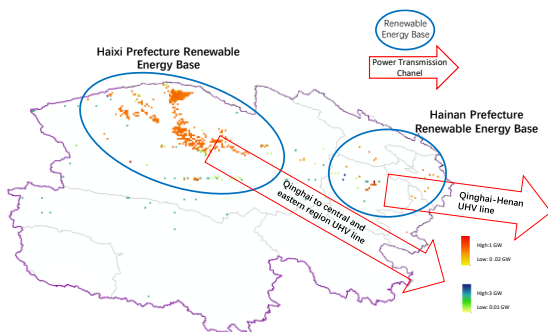 Renewable
Energy Base
Power Transmission
Chanel
Haixi Prefecture Renewable
Energy Base
Hainan Prefecture
Renewable Energy Base
Qinghai to central and
eastern region UHV line
Qinghai-Henan
UHV line
High:1 GW
Low: 0 .02 GW
High:3 GW
Low: 0.01 GW